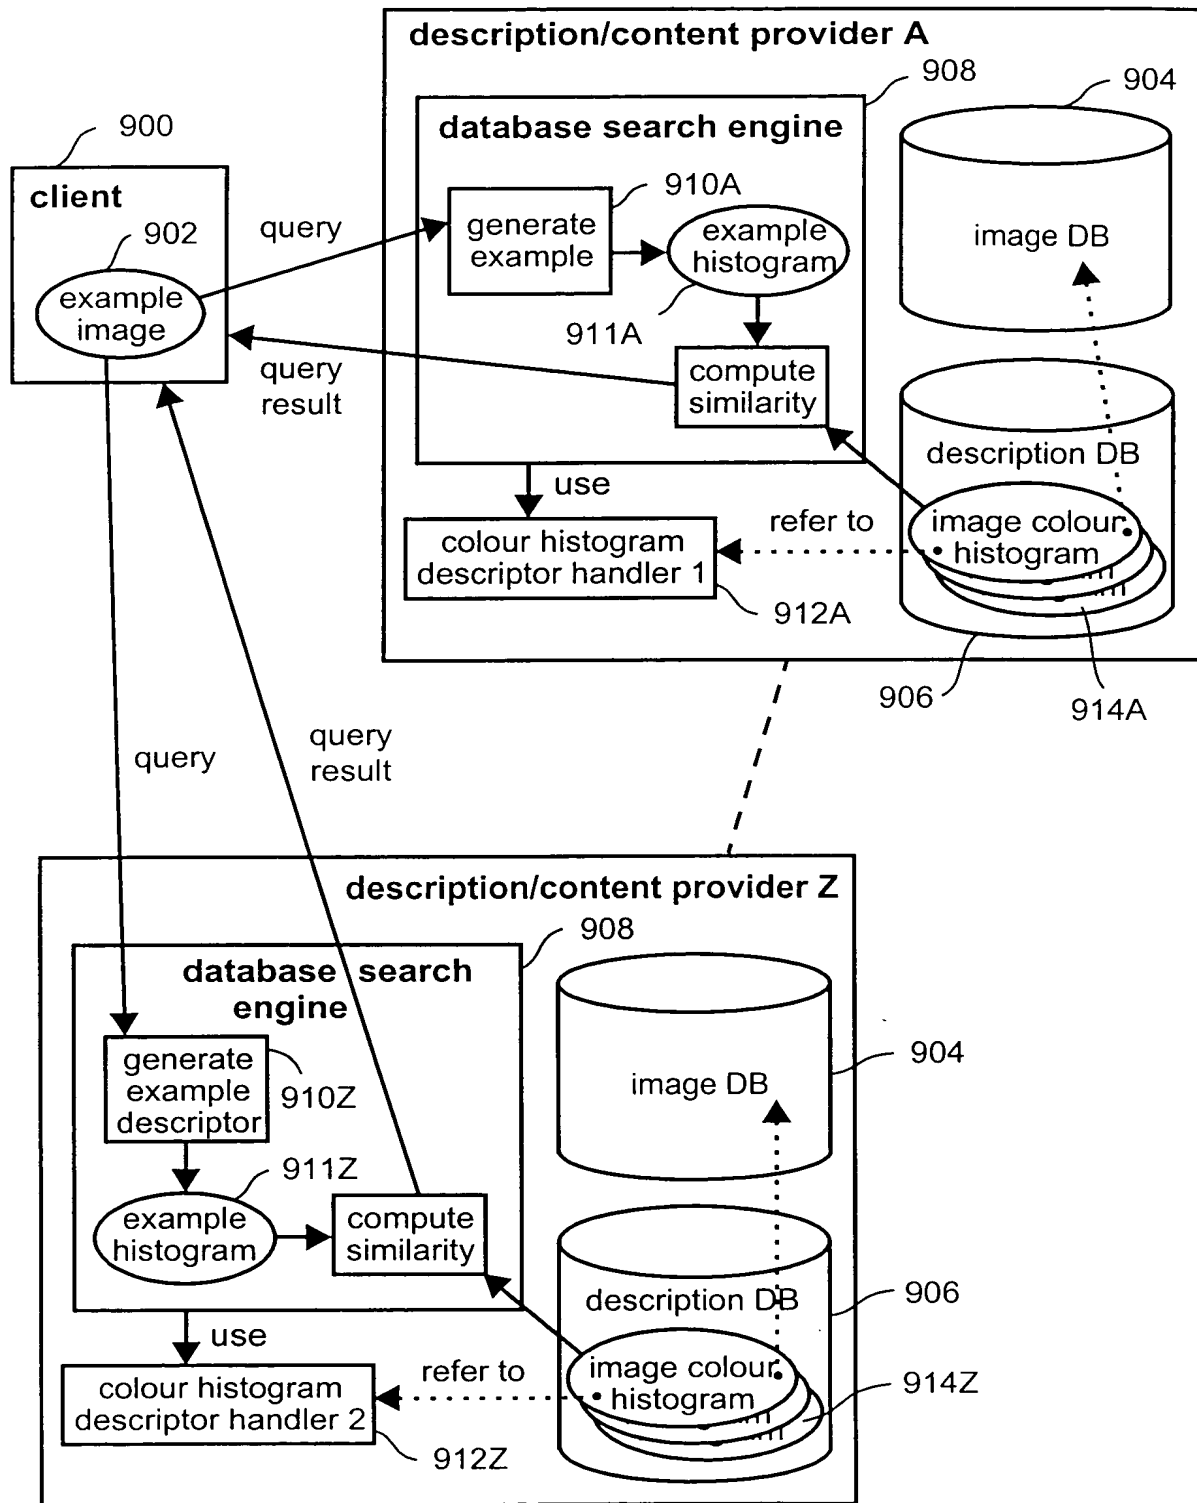 description/content provider A
908
904
database search engine
900
client
910A
902
query
generate
example
example
histogram
image DB
example
image
911A
query
result
compute
similarity
description DB
use
refer to
image colour
histogram
colour histogram
descriptor handler 1
912A
906
914A
query
result
query
description/content provider Z
908
database search
engine
904
generate
example
descriptor
910Z
image DB
911Z
example
histogram
compute
similarity
906
description DB
use
refer to
image colour
histogram
914Z
colour histogram
descriptor handler 2
912Z